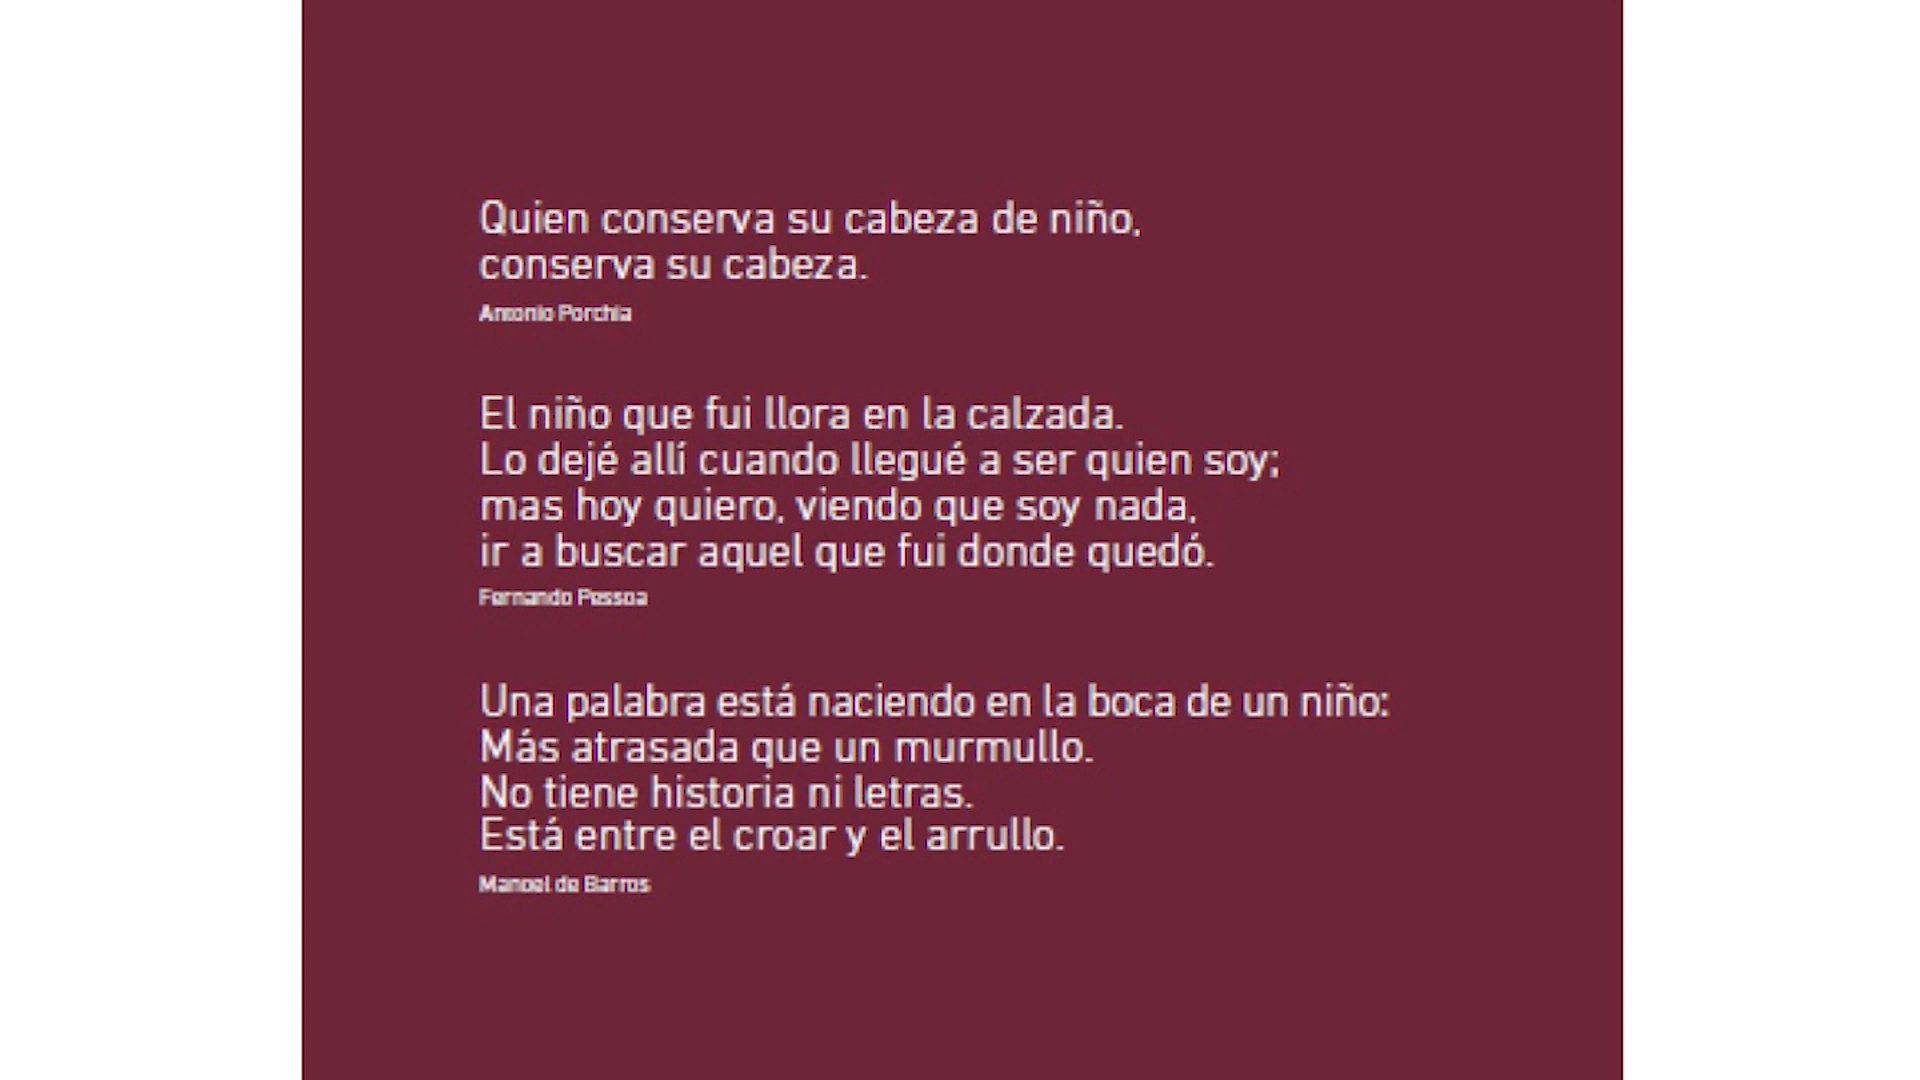 Quien conserva su cabeza de niño,
conserva su cabeza.
Antonio Porchia
El niño que fui llora en la calzada.
Lo dejé allí cuando llegué a ser quien soy;
mas hoy quiero, viendo que soy nada,
ir a buscar aquel que fui donde quedó.
Fernando Pessoa
Una palabra está naciendo en la boca de un niño:
Más atrasada que un murmullo.
No tiene historia ni letras.
Está entre el croar y el arrullo.
Manoel de Barros